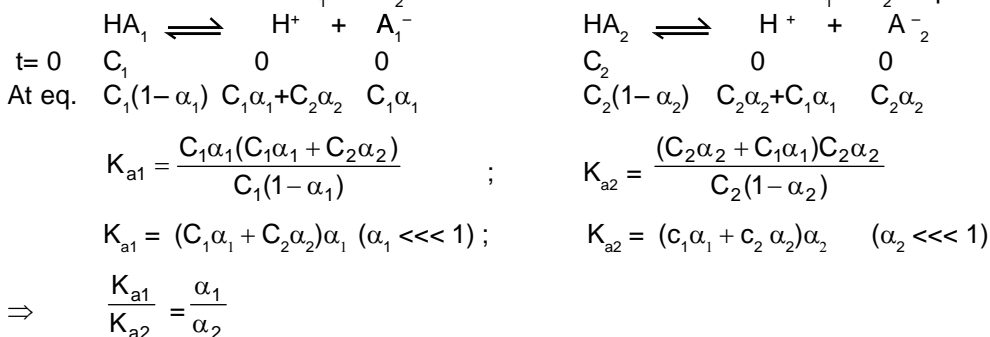 1 2
HA₁ ⇌ H⁺ + A₁⁻ HA₂ ⇌ H⁺ + A⁻₂
t= 0 C₁ 0 0 C₂ 0 0
At eq. C₁(1– α₁) C₁α₁+C₂α₂ C₁α₁ C₂(1– α₂) C₂α₂+C₁α₁ C₂α₂
Kₐ₁ = C₁α₁(C₁α₁ + C₂α₂) / C₁(1 − α₁) ; Kₐ₂ = (C₂α₂ + C₁α₁)C₂α₂ / C₂(1 − α₂)
Kₐ₁ = (C₁α₁ + C₂α₂)α₁ (α₁ <<< 1) ; Kₐ₂ = (c₁α₁ + c₂ α₂)α₂ (α₂ <<< 1)
⇒ Kₐ₁ / Kₐ₂ = α₁ / α₂